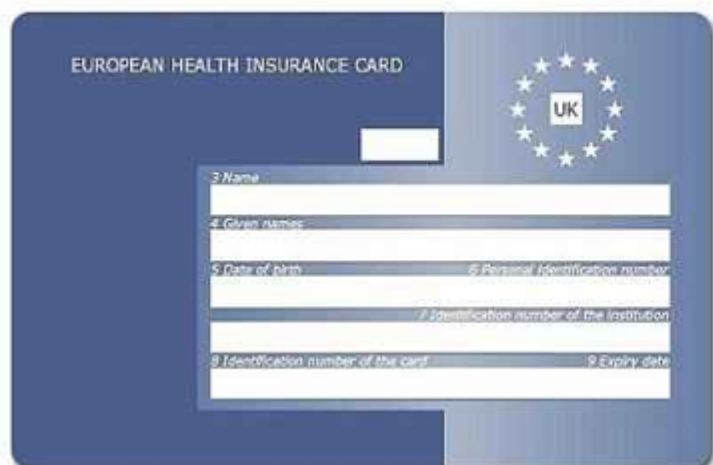 EUROPEAN HEALTH INSURANCE CARD
UK
3 Name
4 Given names
5 Date of birth 6 Personal identification number
7 Identification number of the institution
8 Identification number of the card 9 Expiry date